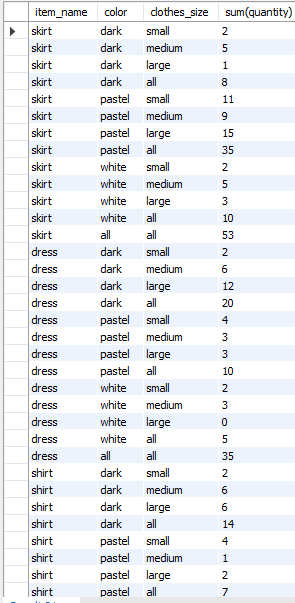 item_name color clothes_size sum(quantity)
skirt dark small 2
skirt dark medium 5
skirt dark large 1
skirt dark all 8
skirt pastel small 11
skirt pastel medium 9
skirt pastel large 15
skirt pastel all 35
skirt white small 2
skirt white medium 5
skirt white large 3
skirt white all 10
skirt all all 53
dress dark small 2
dress dark medium 6
dress dark large 12
dress dark all 20
dress pastel small 4
dress pastel medium 3
dress pastel large 3
dress pastel all 10
dress white small 2
dress white medium 3
dress white large 0
dress white all 5
dress all all 35
shirt dark small 2
shirt dark medium 6
shirt dark large 6
shirt dark all 14
shirt pastel small 4
shirt pastel medium 1
shirt pastel large 2
shirt pastel all 7